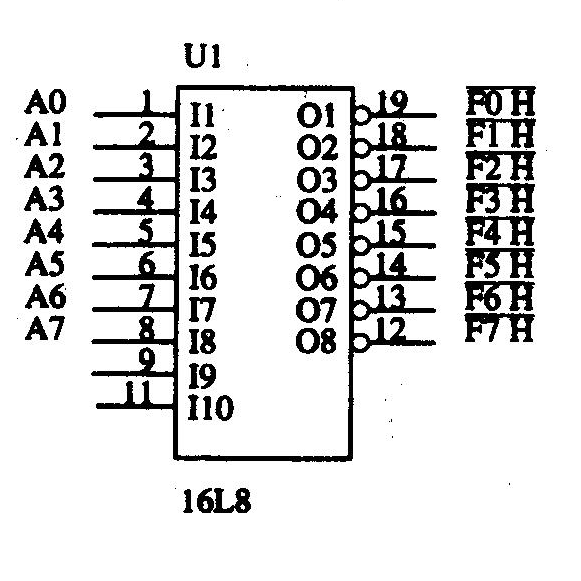 U1
A0 1 I1 O1 19 F0 H
A1 2 I2 O2 18 F1 H
A2 3 I3 O3 17 F2 H
A3 4 I4 O4 16 F3 H
A4 5 I5 O5 15 F4 H
A5 6 I6 O6 14 F5 H
A6 7 I7 O7 13 F6 H
A7 8 I8 O8 12 F7 H
9 I9
11 I10
16L8